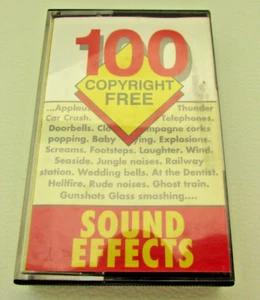 100
COPYRIGHT
FREE
...Applau
Thunder
Car Crash.
Telephones.
Doorbells. Clo
mpagne corks
popping. Baby
ying. Explosions.
Screams. Footsteps. Laughter. Wind.
Seaside. Jungle noises. Railway
station. Wedding bells. At the Dentist.
Hellfire. Rude noises. Ghost train.
Gunshots Glass smashing....
SOUND
EFFECTS